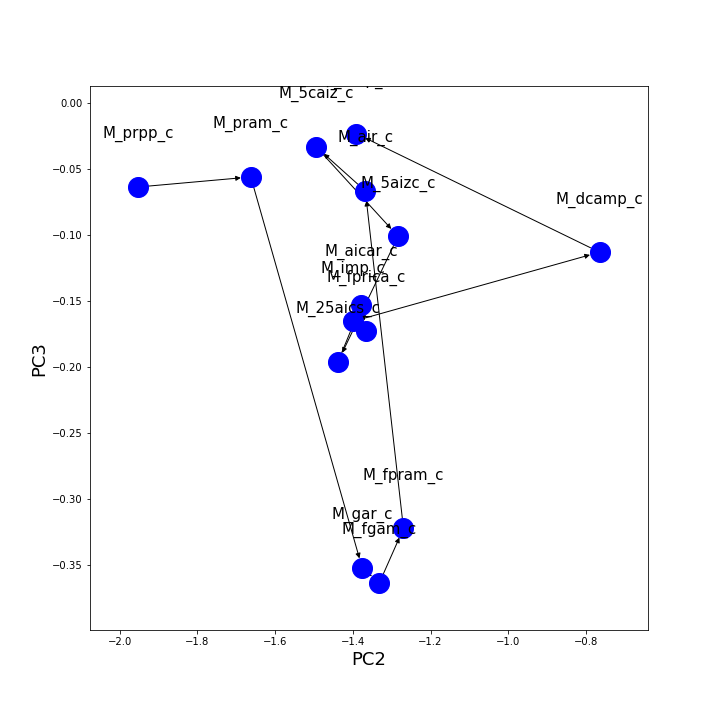 M_5caiz_c
M_prpp_c
M_pram_c
M_air_c
M_5aizc_c
M_dcamp_c
M_aicar_c
M_imp_c
M_fprica_c
M_25aics_c
M_fpram_c
M_gar_c
M_fgam_c
0.00
−0.05
−0.10
−0.15
−0.20
−0.25
−0.30
−0.35
PC3
−2.0
−1.8
−1.6
−1.4
−1.2
−1.0
−0.8
PC2